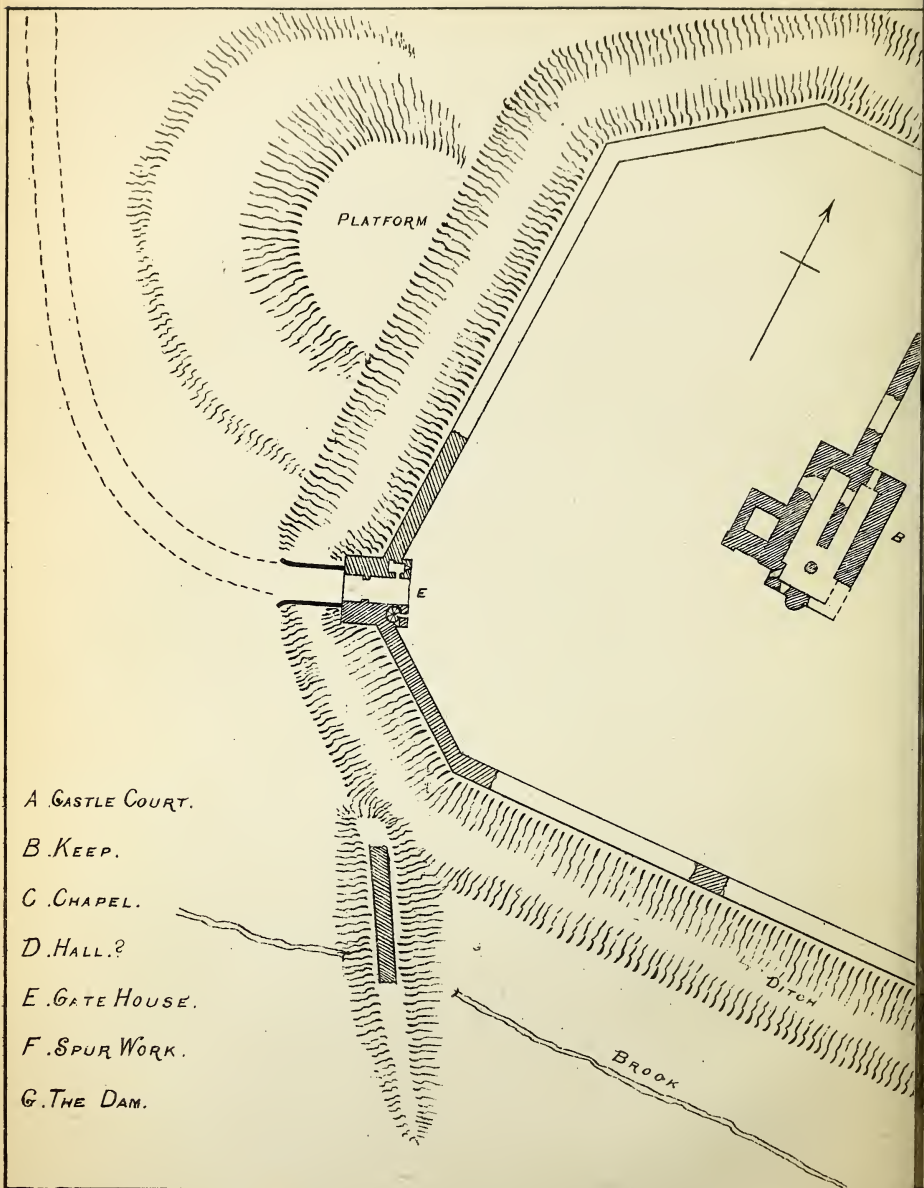 PLATFORM
B
E
A CASTLE COURT.
B. KEEP.
C. CHAPEL.
D. HALL.?
E. GATE HOUSE.
F. SPUR WORK.
G. THE DAM.
DITCH
BROOK